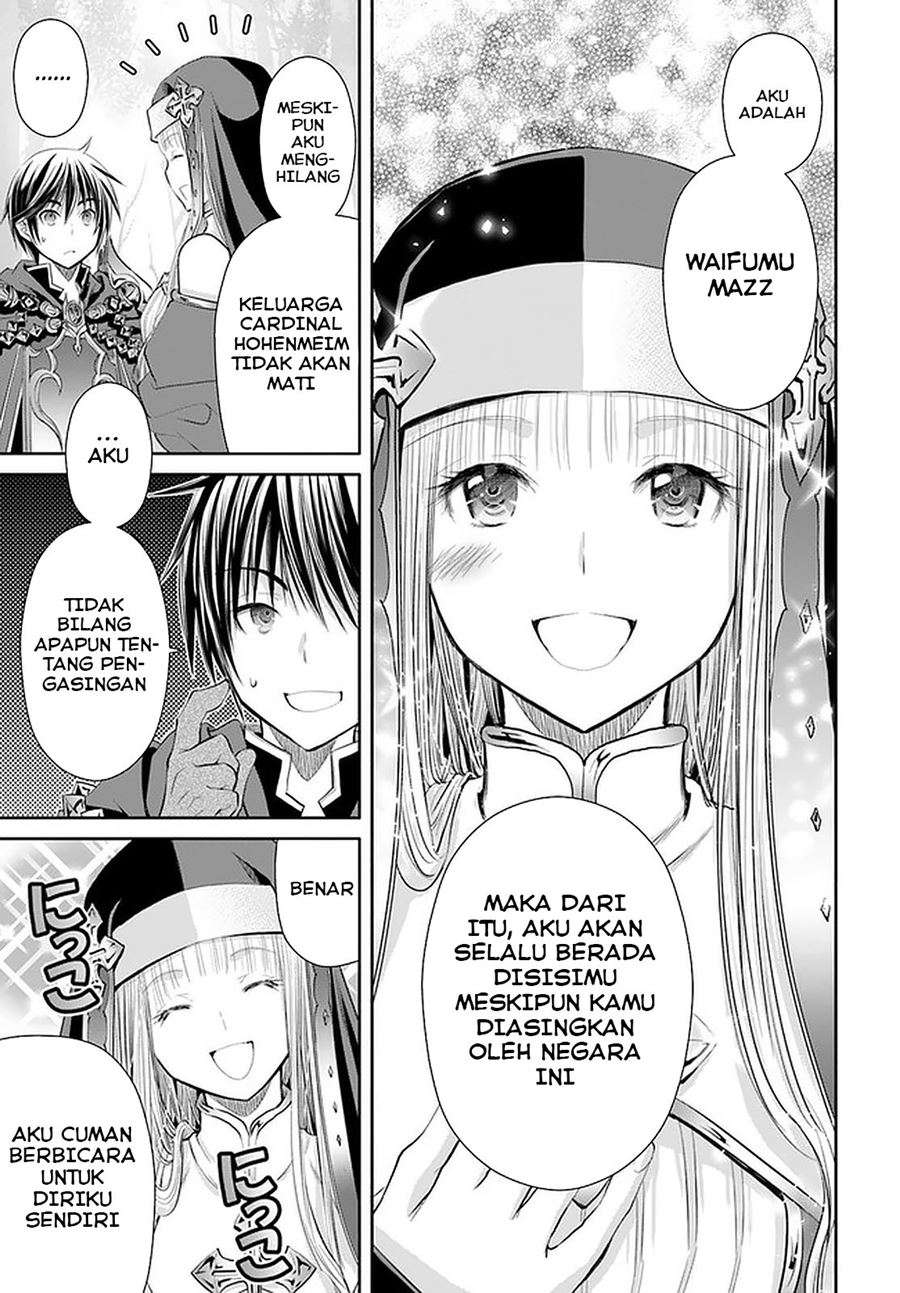 AKU
ADALAH
WAIFUMU
MAZZ
MAKA DARI
ITU, AKU AKAN
SELALU BERADA
DISISIMU
MESKIPUN KAMU
DIASINGKAN
OLEH NEGARA
INI
MESKI-
PUN
AKU
MENG-
HILANG
KELUARGA
CARDINAL
HOHENMEIM
TIDAK AKAN
MATI
......
...
AKU
TIDAK
BILANG
APAPUN TEN-
TANG PEN-
GASINGAN
BENAR
にっこ
にっこ
AKU CUMAN
BERBICARA
UNTUK
DIRIKU
SENDIRI